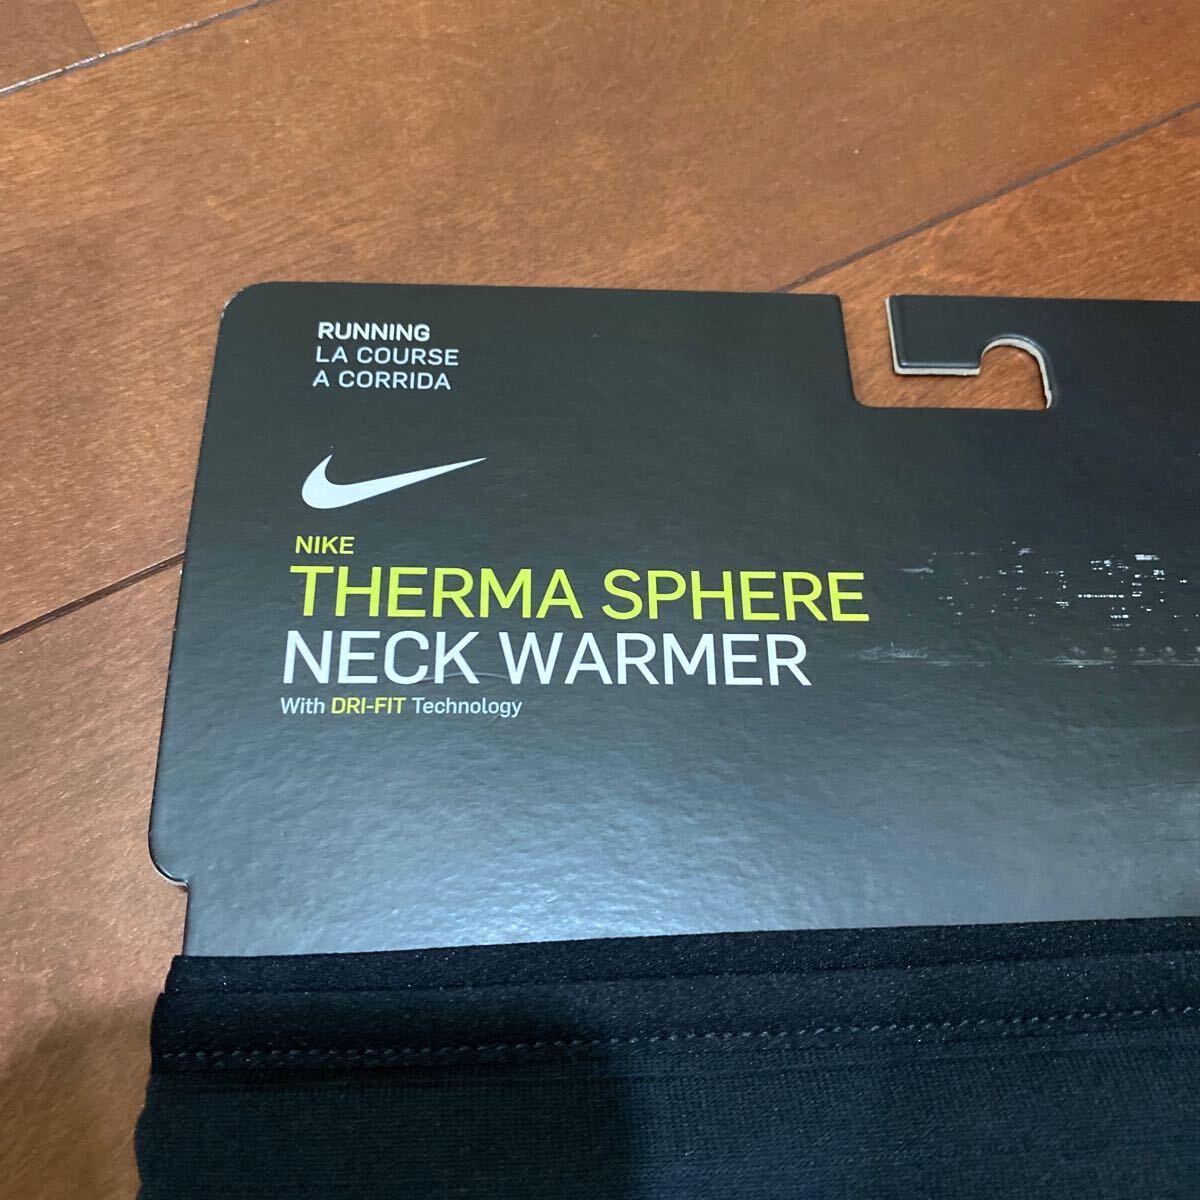 RUNNING
LA COURSE
A CORRIDA
NIKE
THERMA SPHERE
NECK WARMER
With DRI-FIT Technology